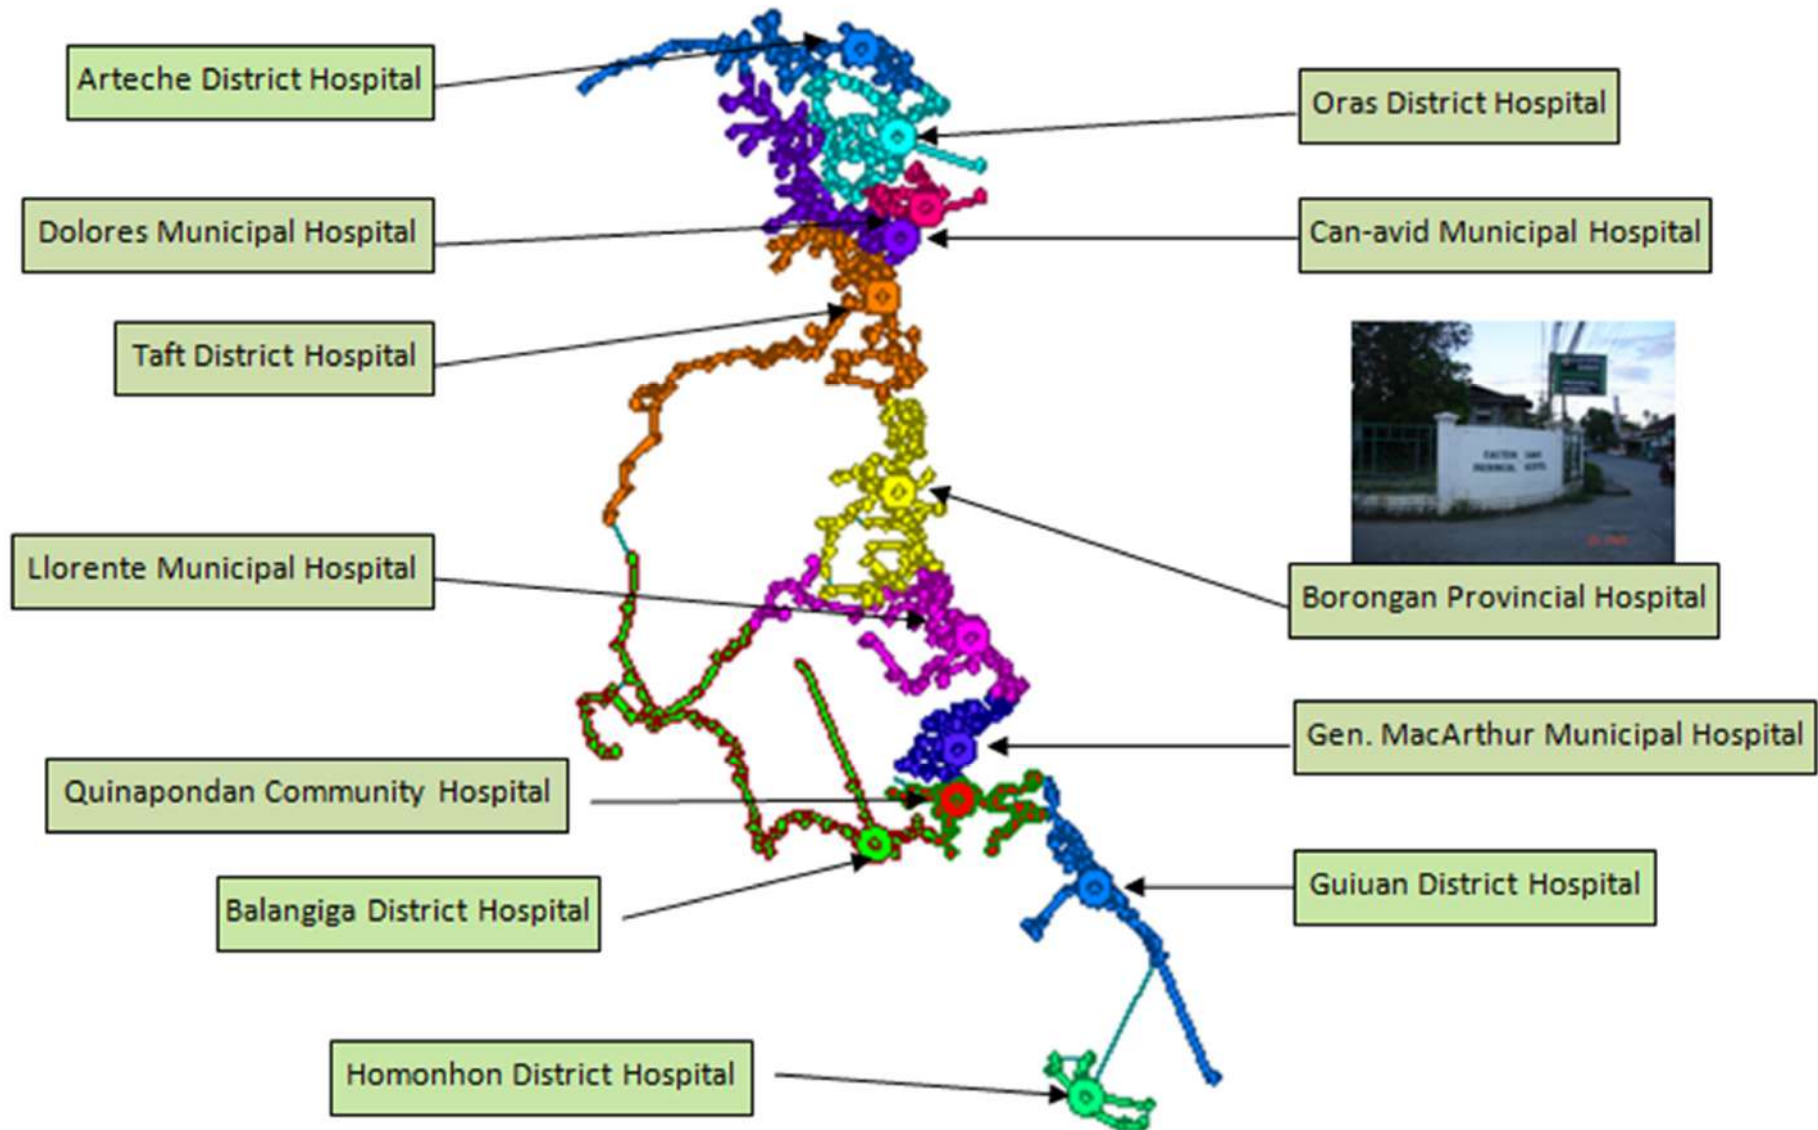 Arteche District Hospital
Oras District Hospital
Dolores Municipal Hospital
Can-avid Municipal Hospital
Taft District Hospital
Llorente Municipal Hospital
Borongan Provincial Hospital
Gen. MacArthur Municipal Hospital
Quinapondan Community Hospital
Guiuan District Hospital
Balangiga District Hospital
Homonhon District Hospital